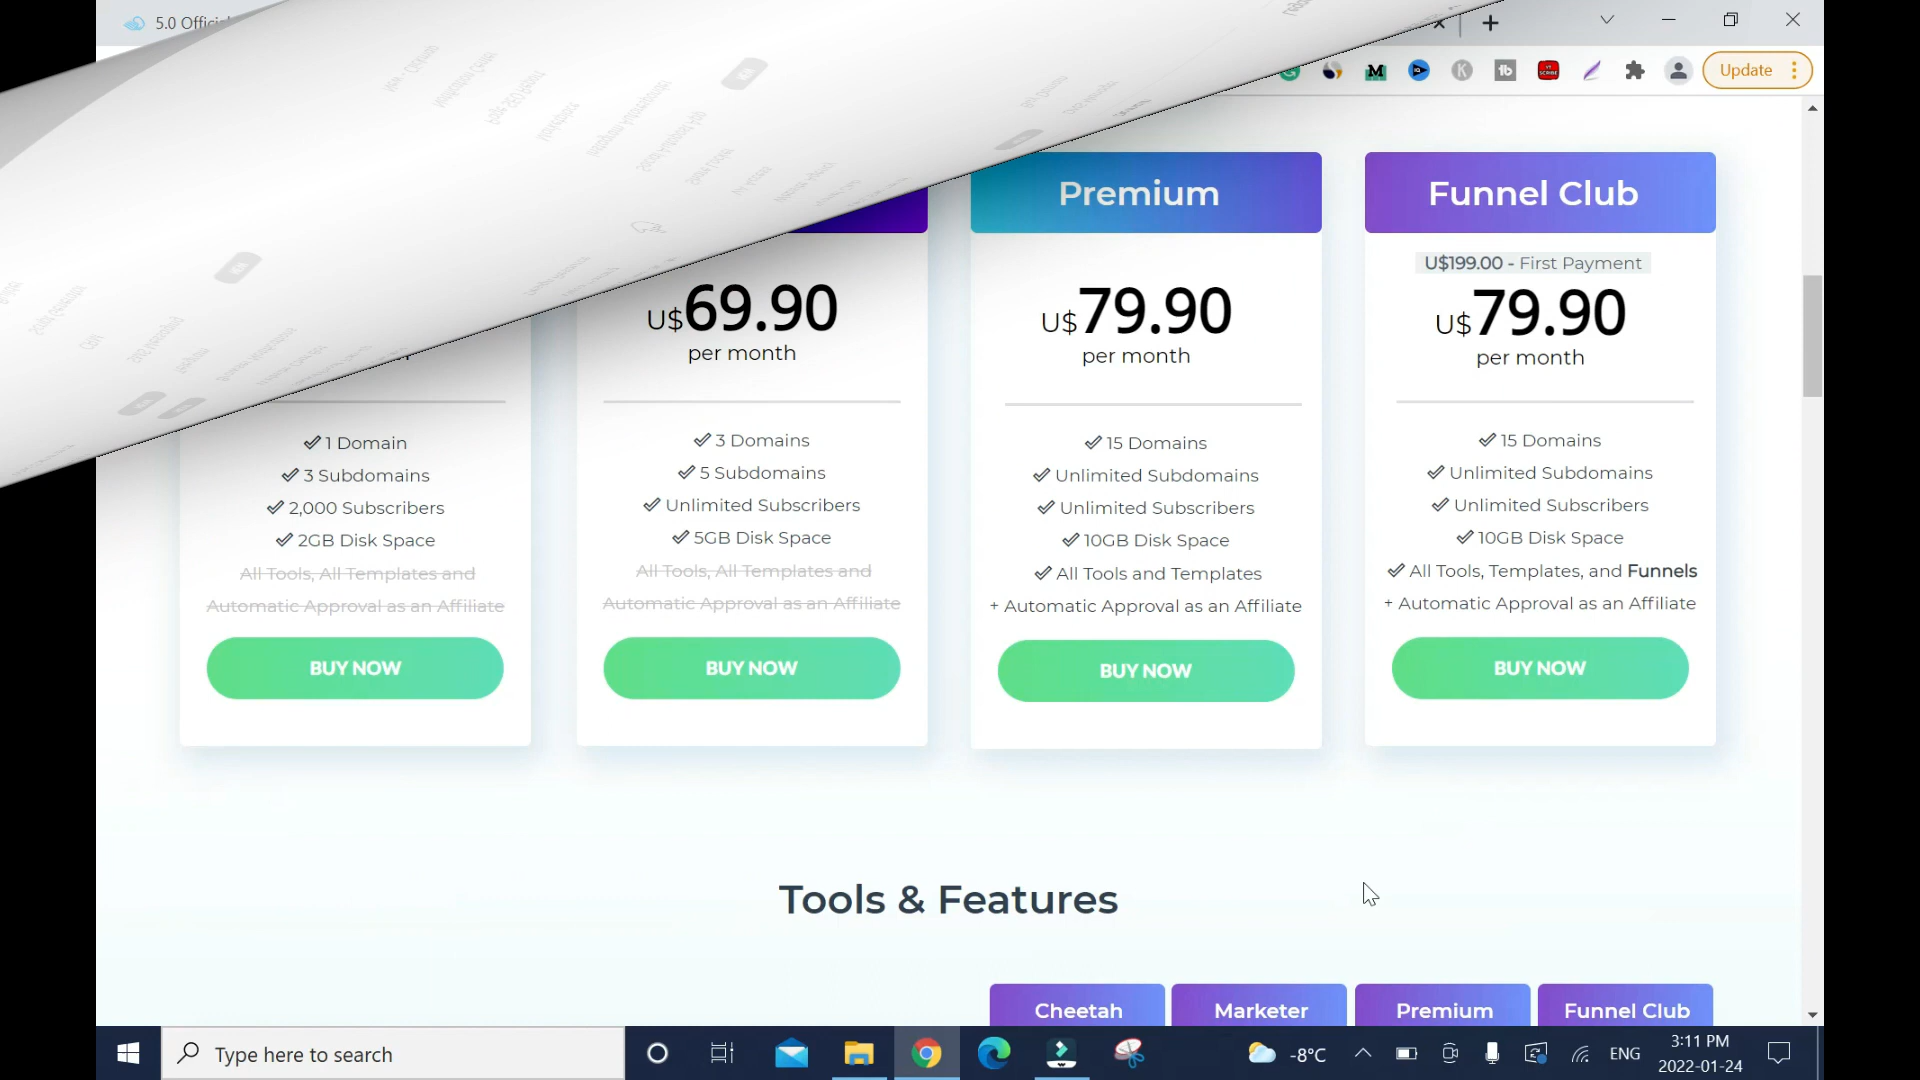 5.0 Offici
Update
Premium
Funnel Club
U$199.00 - First Payment
U$69.90
per month
U$79.90
per month
U$79.90
per month
1 Domain
3 Subdomains
2,000 Subscribers
2GB Disk Space
All Tools, All Templates and
Automatic Approval as an Affiliate
BUY NOW
3 Domains
5 Subdomains
Unlimited Subscribers
5GB Disk Space
All Tools, All Templates and
Automatic Approval as an Affiliate
BUY NOW
15 Domains
Unlimited Subdomains
Unlimited Subscribers
10GB Disk Space
All Tools and Templates
+ Automatic Approval as an Affiliate
BUY NOW
15 Domains
Unlimited Subdomains
Unlimited Subscribers
10GB Disk Space
All Tools, Templates, and Funnels
+ Automatic Approval as an Affiliate
BUY NOW
Tools & Features
Cheetah
Marketer
Premium
Funnel Club
Type here to search
-8°C
ENG
3:11 PM
2022-01-24